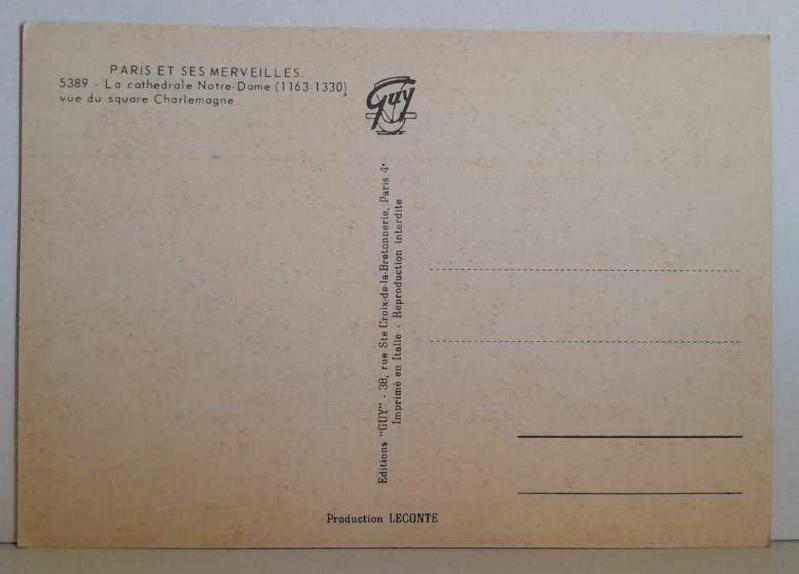 PARIS ET SES MERVEILLES.
5389 - La cathédrale Notre-Dame (1163-1330)
vue du square Charlemagne.
Guy
Editions "GUY" - 38, rue Ste Croix-de-la-Bretonnerie, Paris 4e
Imprimé en Italie - Reproduction interdite
Production LECONTE